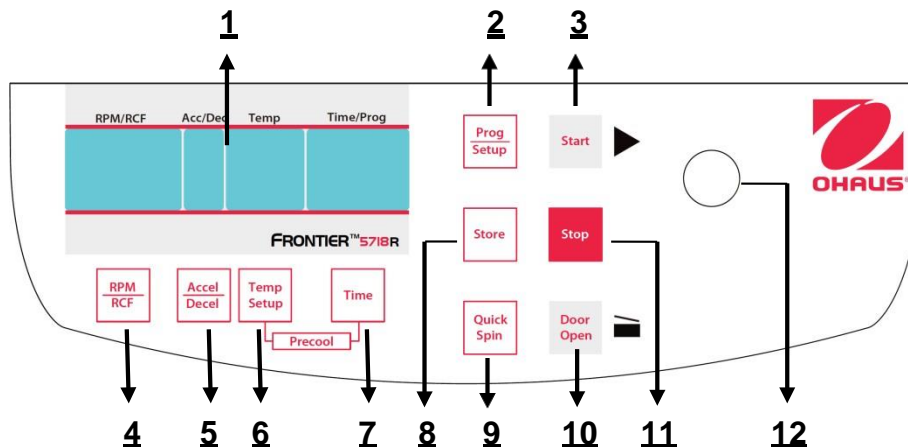 1 2 3
RPM/RCF Acc/Dec Temp Time/Prog
Prog
Setup
Start
OHAUS®
FRONTIER™5718R
Store
Stop
RPM
RCF
Accel
Decel
Temp
Setup
Time
Precool
Quick
Spin
Door
Open
4 5 6 7 8 9 10 11 12